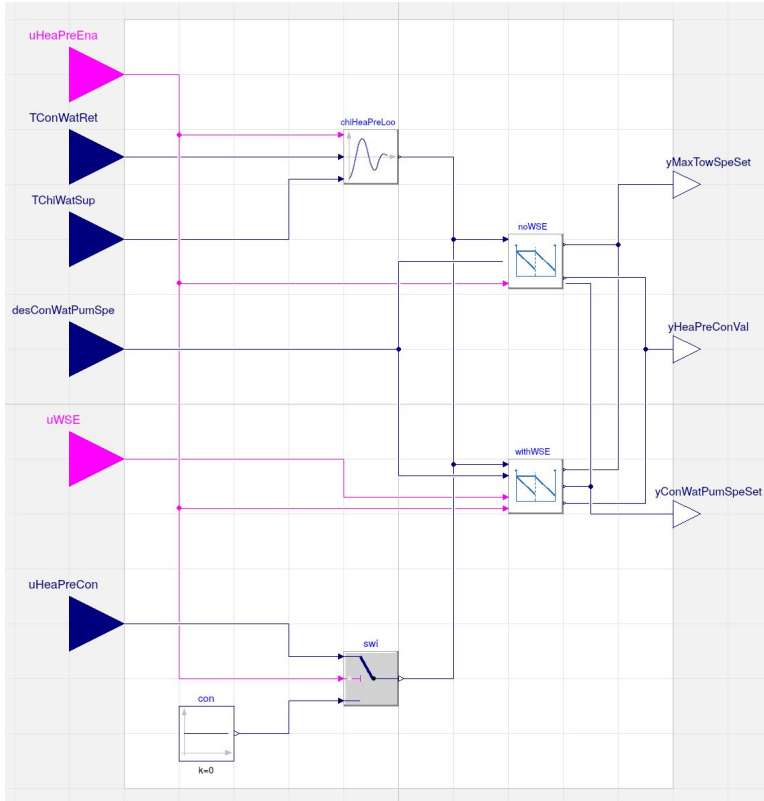 uHeaPreEna
TConWatRet
chiHeaPreLoo
yMaxTowSpeSet
TChiWatSup
noWSE
desConWatPumSpe
yHeaPreConVal
uWSE
withWSE
yConWatPumSpeSet
uHeaPreCon
swi
con
k=0